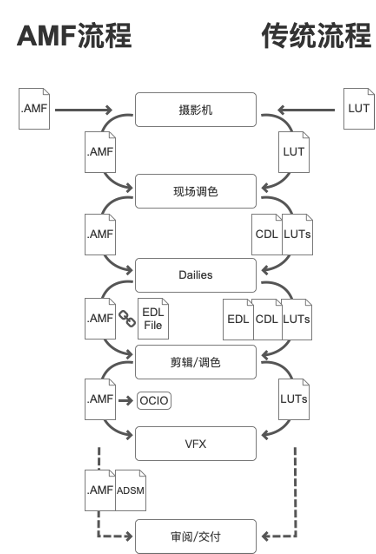 AMF流程 传统流程
.AMF 摄影机 LUT
.AMF LUT
现场调色
.AMF CDL LUTs
Dailies
.AMF EDL File EDL CDL LUTs
剪辑/调色
.AMF OCIO LUTs
VFX
.AMF ADSM
审阅/交付